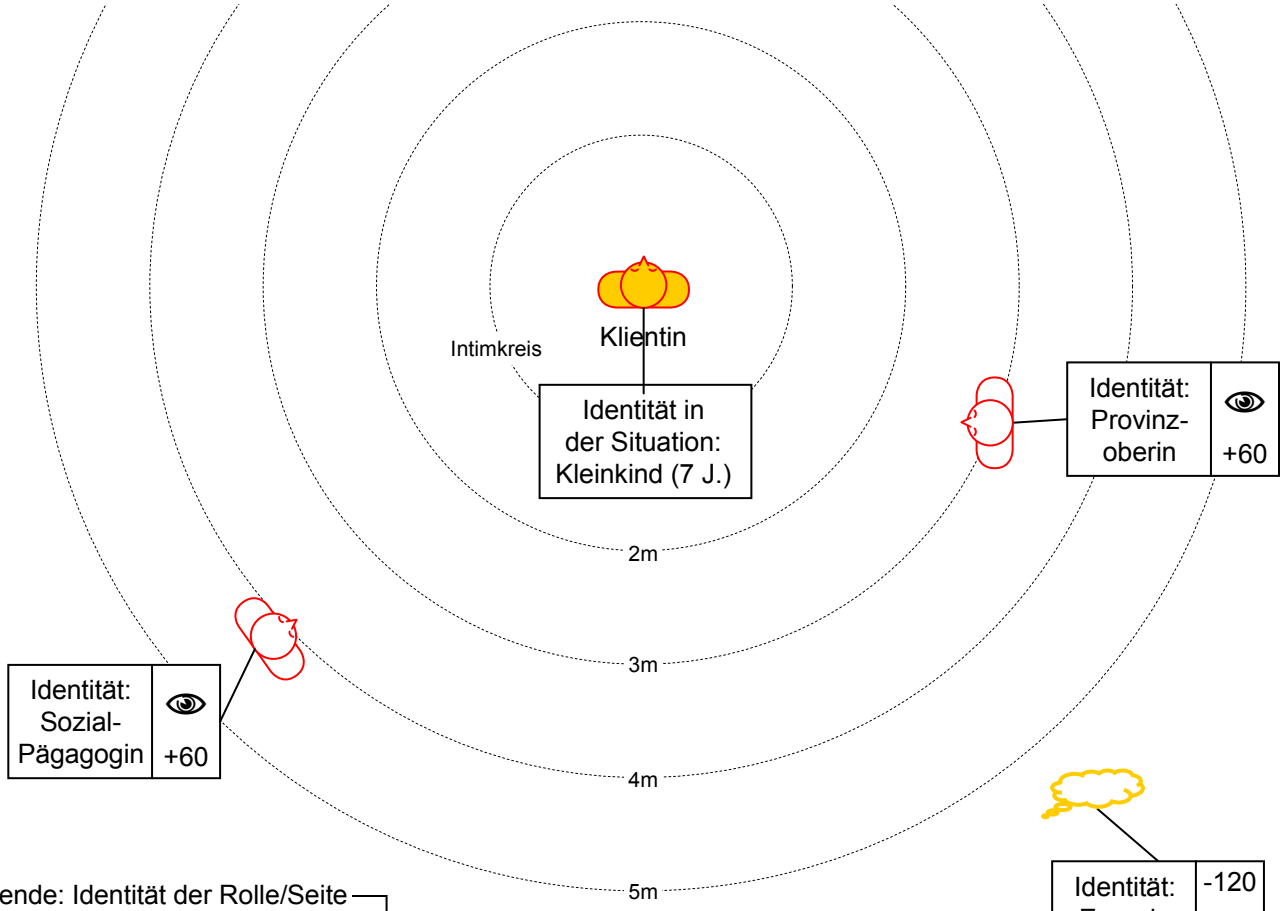 Klientin
Intimkreis
Identität in
der Situation:
Kleinkind (7 J.)
Identität:
Provinz-
oberin
+60
2m
3m
Identität:
Sozial-
Pägagogin
+60
4m
5m
ende: Identität der Rolle/Seite
Identität:
-120